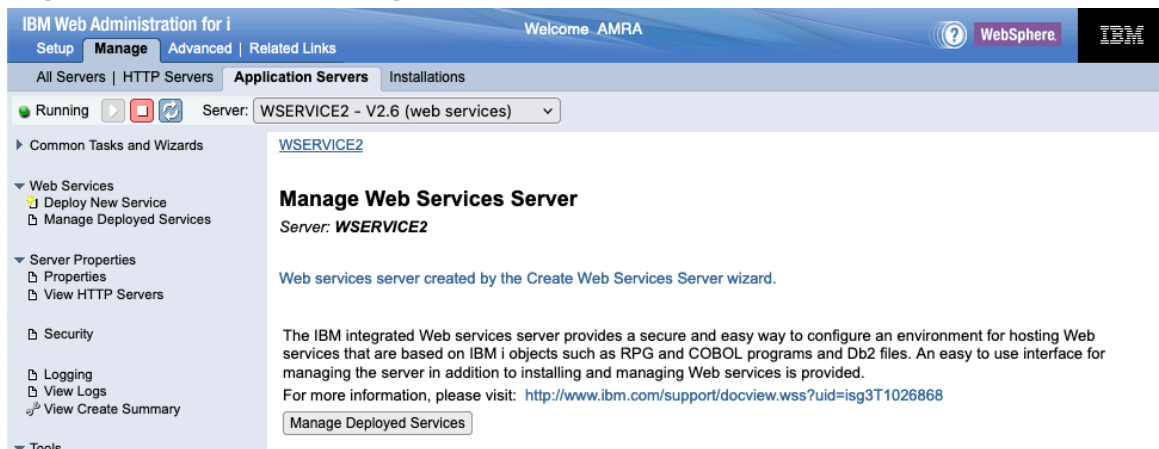 IBM Web Administration for i
Welcome AMRA
WebSphere.
IBM
Setup Manage Advanced | Related Links
All Servers | HTTP Servers Application Servers Installations
Running Server: WSERVICE2 - V2.6 (web services)
Common Tasks and Wizards
Web Services
Deploy New Service
Manage Deployed Services
Server Properties
Properties
View HTTP Servers
Security
Logging
View Logs
View Create Summary
Tools
WSERVICE2
Manage Web Services Server
Server: WSERVICE2
Web services server created by the Create Web Services Server wizard.
The IBM integrated Web services server provides a secure and easy way to configure an environment for hosting Web
services that are based on IBM i objects such as RPG and COBOL programs and Db2 files. An easy to use interface for
managing the server in addition to installing and managing Web services is provided.
For more information, please visit: http://www.ibm.com/support/docview.wss?uid=isg3T1026868
Manage Deployed Services